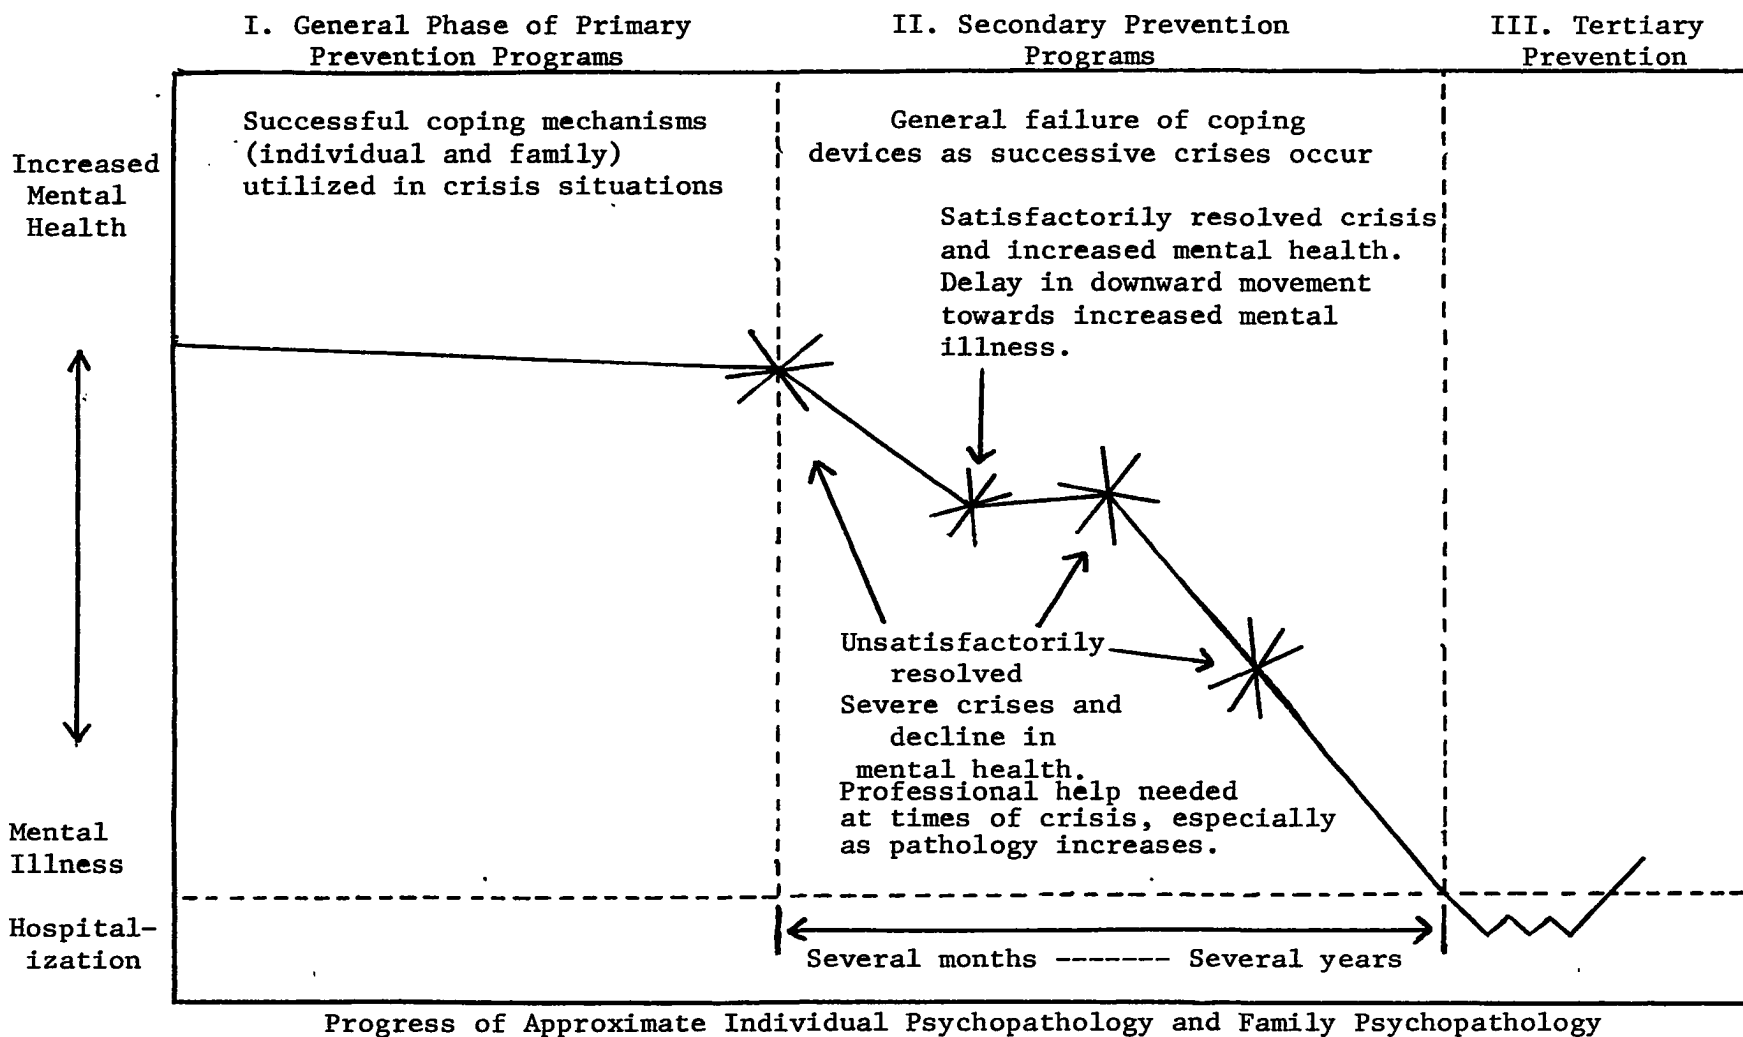 I. General Phase of Primary
Prevention Programs
II. Secondary Prevention
Programs
III. Tertiary
Prevention
Increased
Mental
Health
Successful coping mechanisms
(individual and family)
utilized in crisis situations
General failure of coping
devices as successive crises occur
Satisfactorily resolved crisis
and increased mental health.
Delay in downward movement
towards increased mental
illness.
Unsatisfactorily
resolved
Severe crises and
decline in
mental health.
Professional help needed
at times of crisis, especially
as pathology increases.
Mental
Illness
Hospital-
ization
Several months ------- Several years
Progress of Approximate Individual Psychopathology and Family Psychopathology